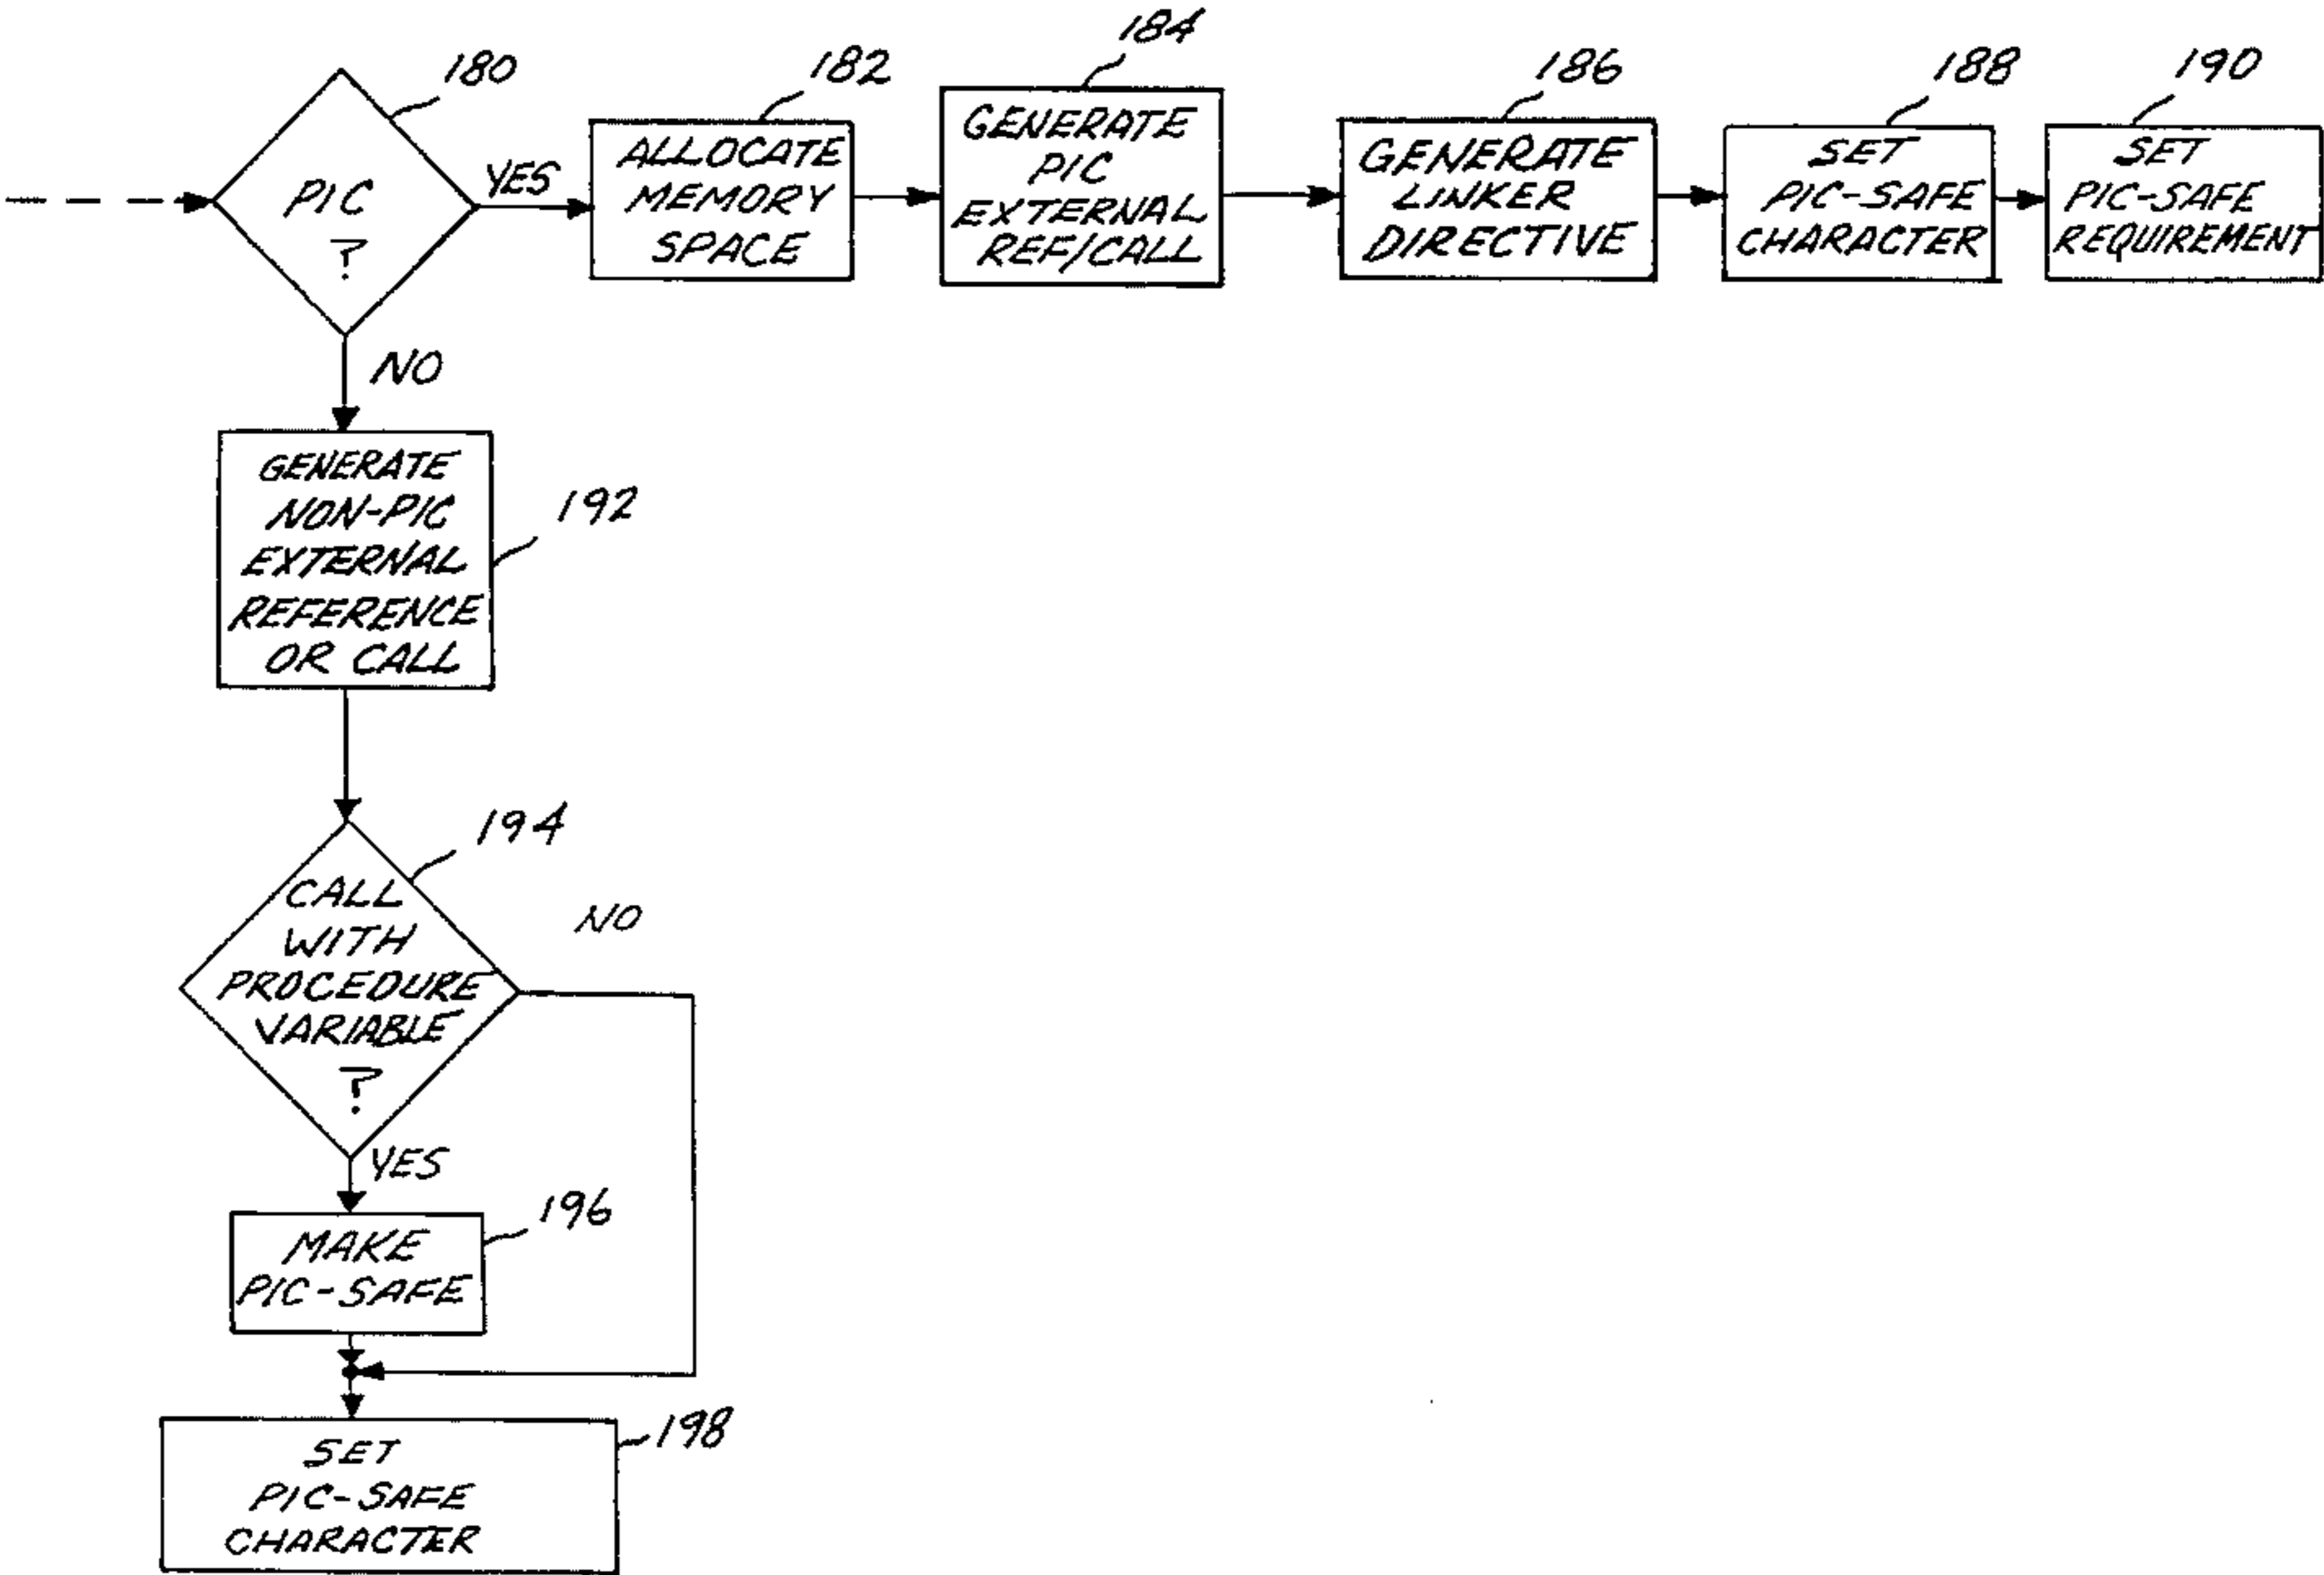 180
PIC
?
YES
182
ALLOCATE
MEMORY
SPACE
184
GENERATE
PIC
EXTERNAL
REF/CALL
186
GENERATE
LINKER
DIRECTIVE
188
SET
PIC-SAFE
CHARACTER
190
SET
PIC-SAFE
REQUIREMENT
NO
192
GENERATE
NON-PIC
EXTERNAL
REFERENCE
OR CALL
194
CALL
WITH
PROCEDURE
VARIABLE
?
NO
YES
196
MAKE
PIC-SAFE
198
SET
PIC-SAFE
CHARACTER